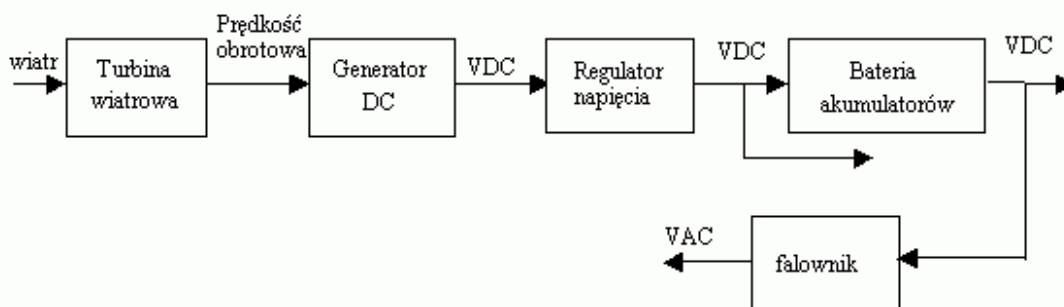 wiatr
Turbina
wiatrowa
Prędkość
obrotowa
Generator
DC
VDC
Regulator
napięcia
VDC
Bateria
akumulatorów
VDC
VAC
falownik